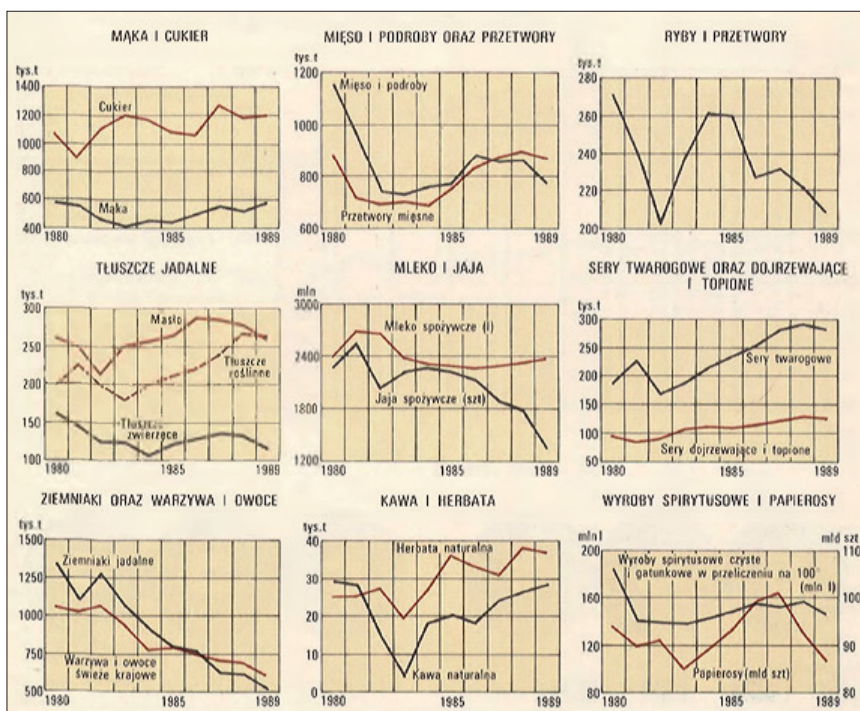 MĄKA I CUKIER
tys.t
1400
1200
1000
800
600
400
Cukier
Mąka
1980 1985 1989
MIĘSO I PODROBY ORAZ PRZETWORY
tys.t
1200
1000
800
600
Mięso i podroby
Przetwory mięsne
1980 1985 1989
RYBY I PRZETWORY
tys.t
280
260
240
220
200
1980 1985 1989
TŁUSZCZE JADALNE
tys.t
300
250
200
150
100
Masło
Tłuszcze
roślinne
Tłuszcze
zwierzęce
1980 1985 1989
MLEKO I JAJA
mln
3000
2400
1800
1200
Mleko spożywcze (l)
Jaja spożywcze (szt)
1980 1985 1989
SERY TWAROGOWE ORAZ DOJRZEWAJĄCE
I TOPIONE
tys.t
300
250
200
150
100
50
Sery twarogowe
Sery dojrzewające i topione
1980 1985 1989
ZIEMNIAKI ORAZ WARZYWA I OWOCE
tys.t
1500
1250
1000
750
500
Ziemniaki jadalne
Warzywa i owoce
świeże krajowe
1980 1985 1989
KAWA I HERBATA
tys.t
40
30
20
10
0
Herbata naturalna
Kawa naturalna
1980 1985 1989
WYROBY SPIRYTUSOWE I PAPIEROSY
mln l mld szt
200
160
120
80
110
100
90
80
Wyroby spirytusowe czyste
i gatunkowe w przeliczeniu na 100°
(mln l)
Papierosy(mld szt)
1980 1985 1989